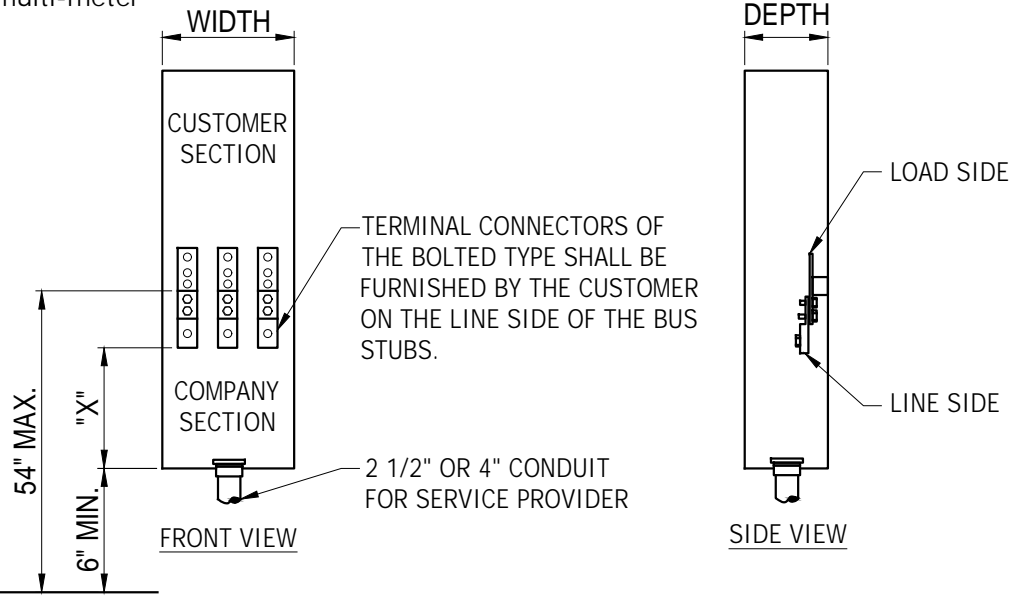 multi-meter
WIDTH
DEPTH
CUSTOMER
SECTION
LOAD SIDE
TERMINAL CONNECTORS OF
THE BOLTED TYPE SHALL BE
FURNISHED BY THE CUSTOMER
ON THE LINE SIDE OF THE BUS
STUBS.
54" MAX.
"X"
COMPANY
SECTION
LINE SIDE
6" MIN.
2 1/2" OR 4" CONDUIT
FOR SERVICE PROVIDER
FRONT VIEW
SIDE VIEW